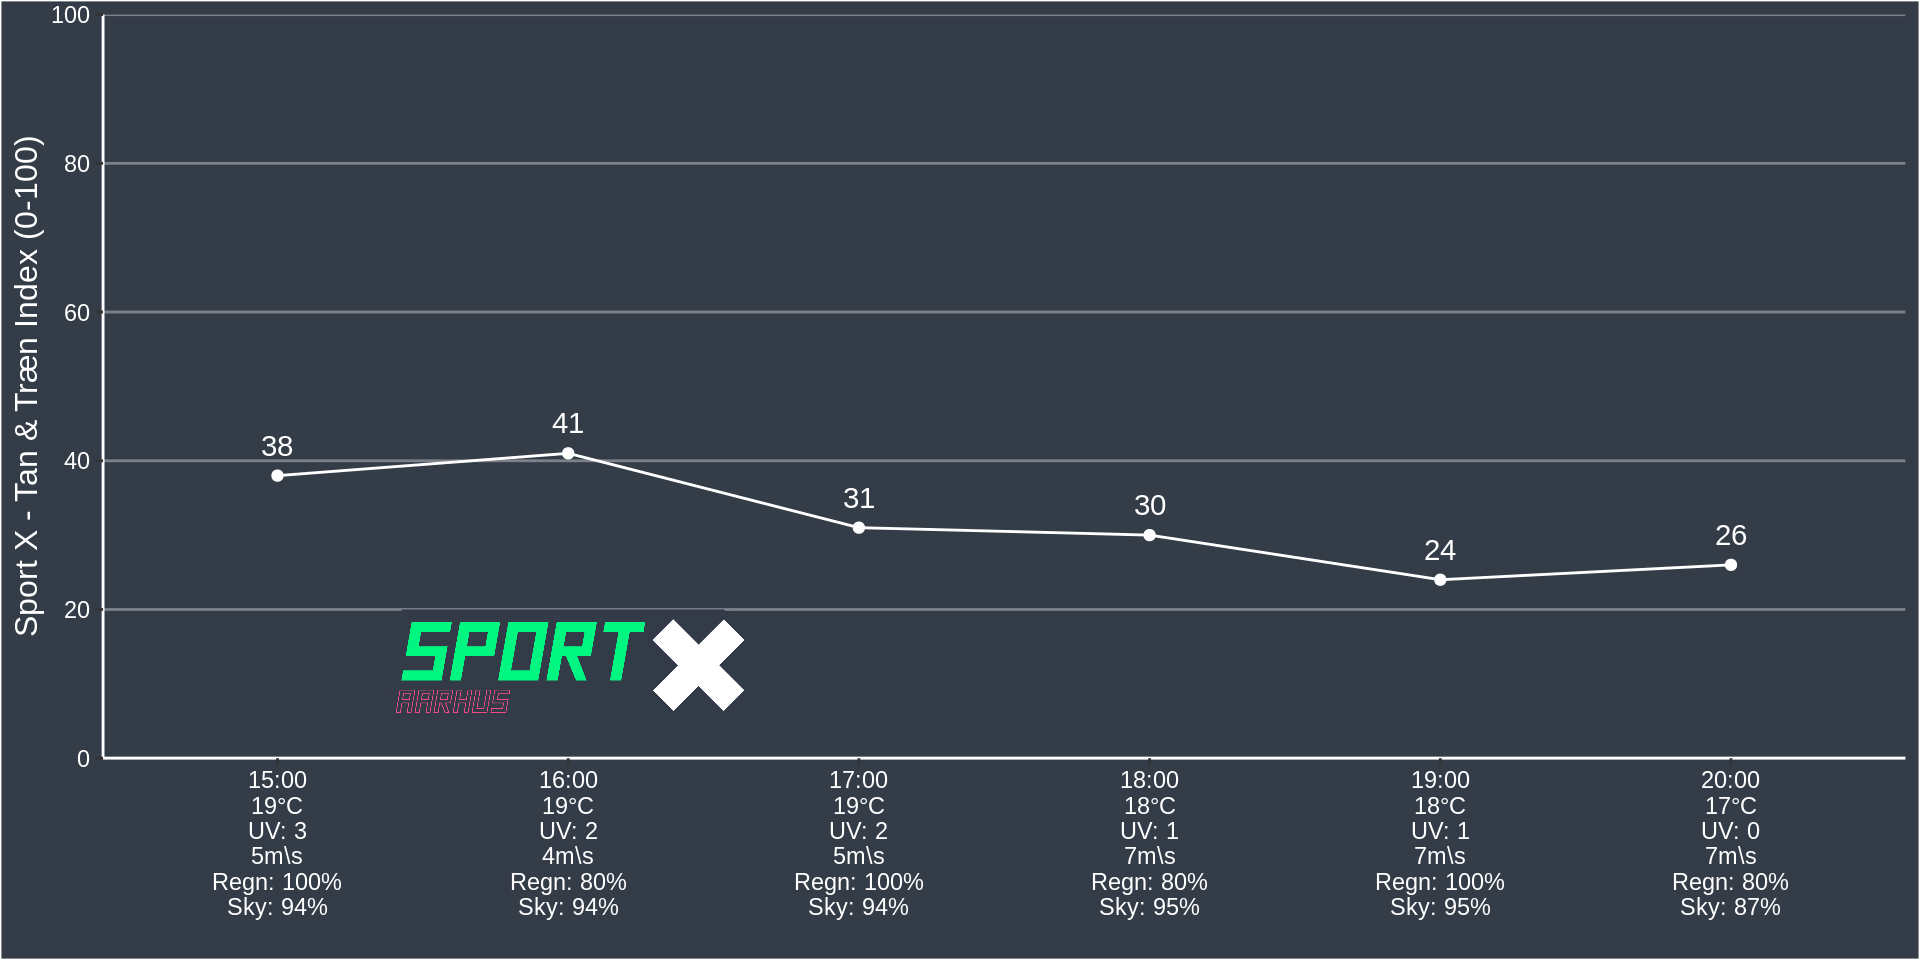 Sport X - Tan & Træn Index (0-100)
100
80
60
40
20
0
38
41
31
30
24
26
SPORT X
AARHUS
15:00
19°C
UV: 3
5m\s
Regn: 100%
Sky: 94%
16:00
19°C
UV: 2
4m\s
Regn: 80%
Sky: 94%
17:00
19°C
UV: 2
5m\s
Regn: 100%
Sky: 94%
18:00
18°C
UV: 1
7m\s
Regn: 80%
Sky: 95%
19:00
18°C
UV: 1
7m\s
Regn: 100%
Sky: 95%
20:00
17°C
UV: 0
7m\s
Regn: 80%
Sky: 87%